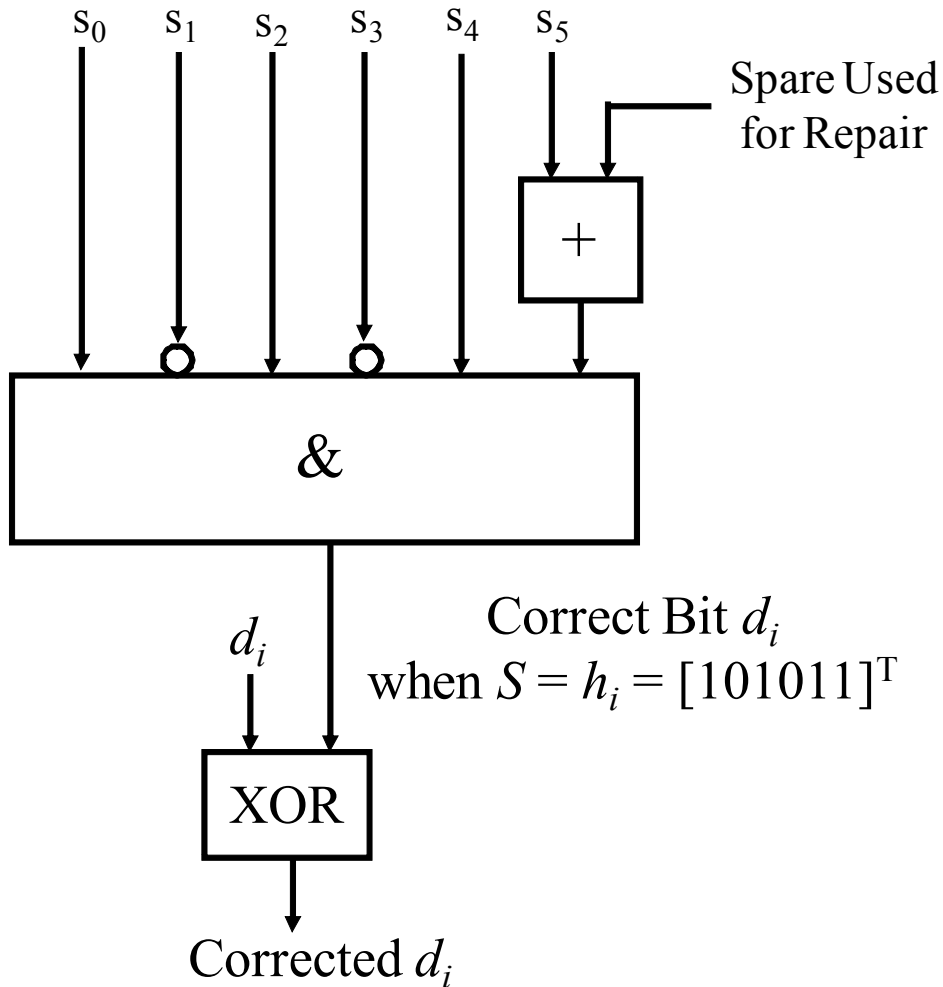 s₀ s₁ s₂ s₃ s₄ s₅
Spare Used
for Repair
+
&
dᵢ
Correct Bit dᵢ
when S = hᵢ = [101011]ᵀ
XOR
Corrected dᵢ